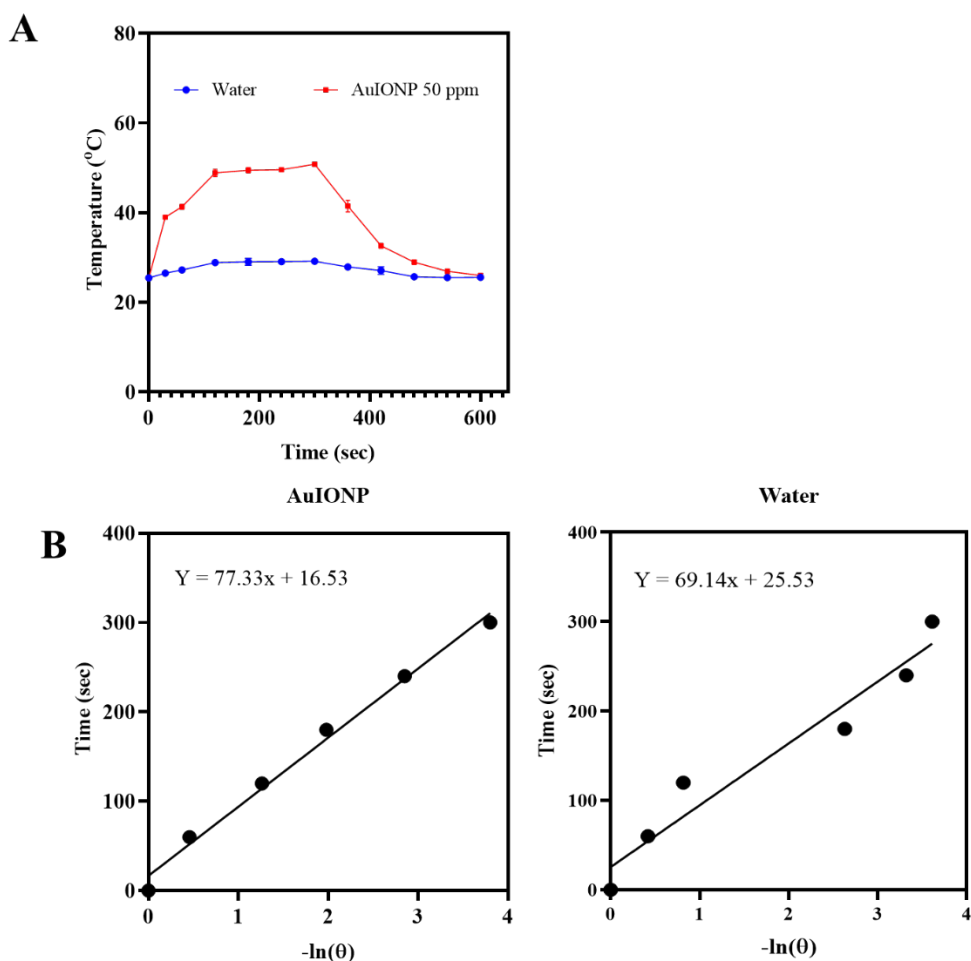 A
Temperature (°C)
80
60
40
20
0
Water
AuIONP 50 ppm
0 200 400 600
Time (sec)
B
AuIONP
Time (sec)
400
300
200
100
0
Y = 77.33x + 16.53
0 1 2 3 4
-ln(θ)
Water
Time (sec)
400
300
200
100
0
Y = 69.14x + 25.53
0 1 2 3 4
-ln(θ)